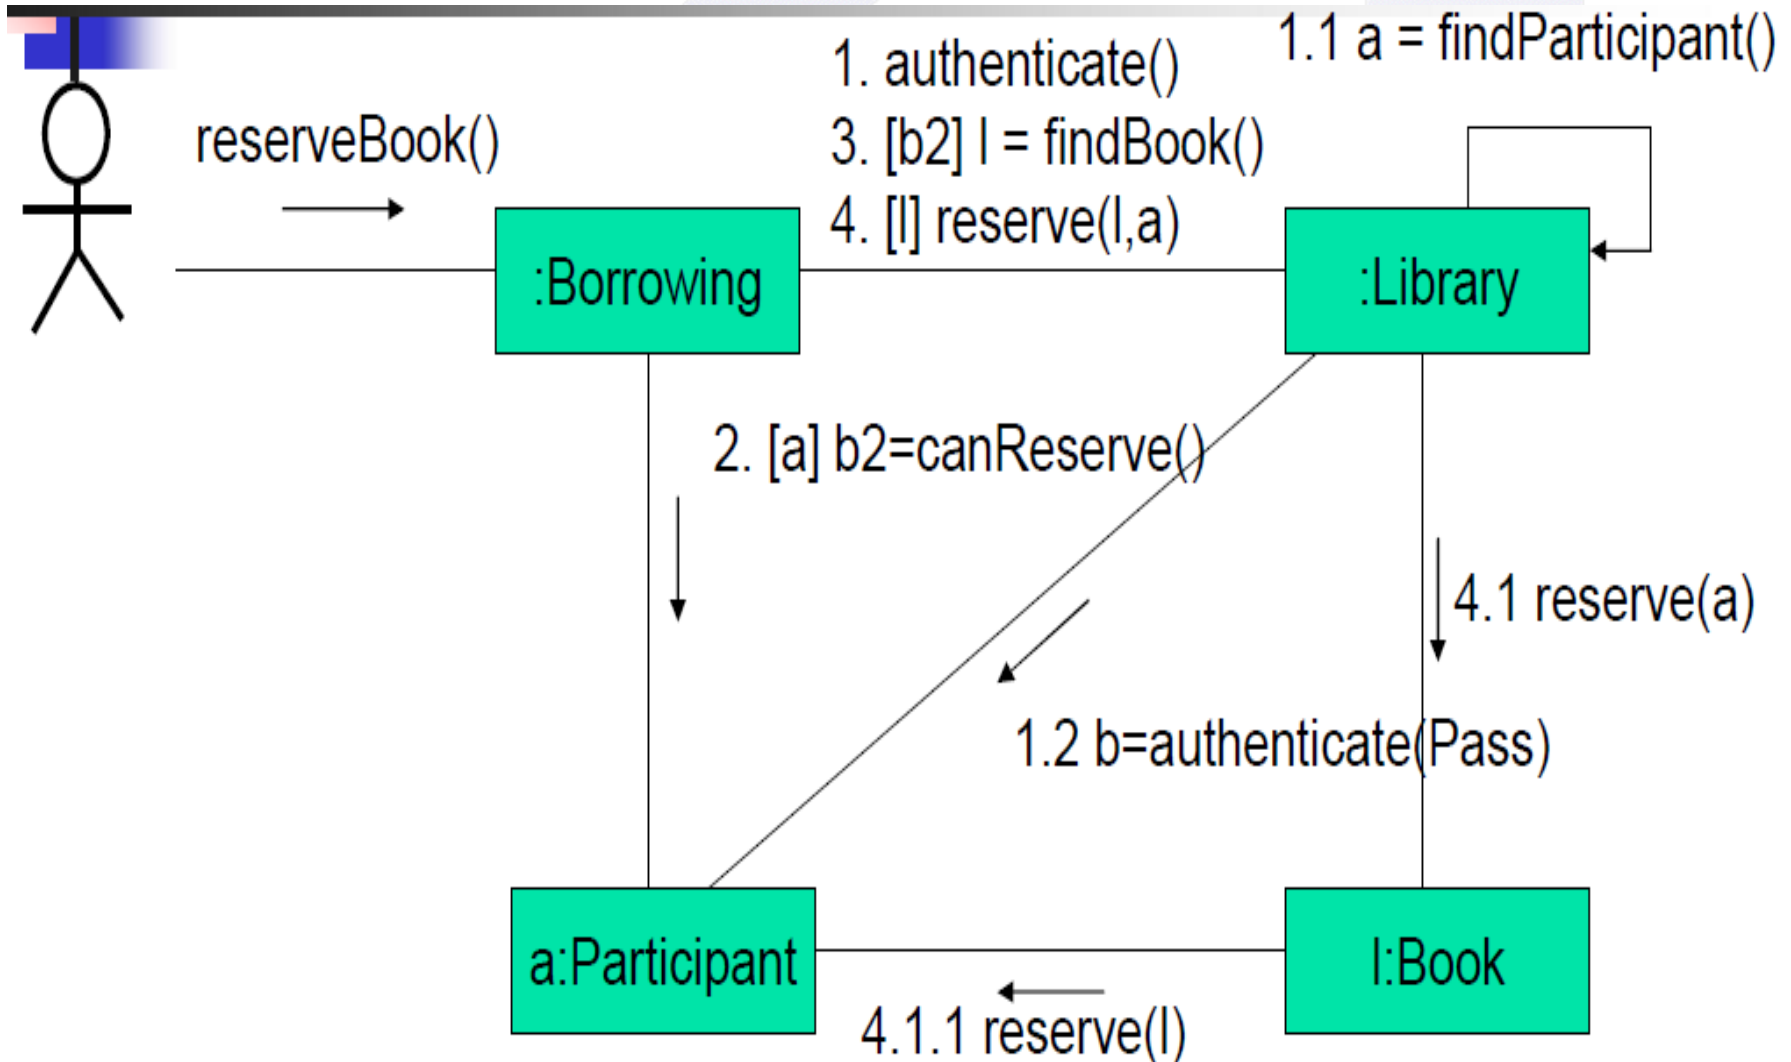 1.1 a = findParticipant()
1. authenticate()
3. [b2] l = findBook()
4. [l] reserve(l,a)
reserveBook()
:Borrowing
:Library
2. [a] b2=canReserve()
4.1 reserve(a)
1.2 b=authenticate(Pass)
a:Participant
l:Book
4.1.1 reserve(l)